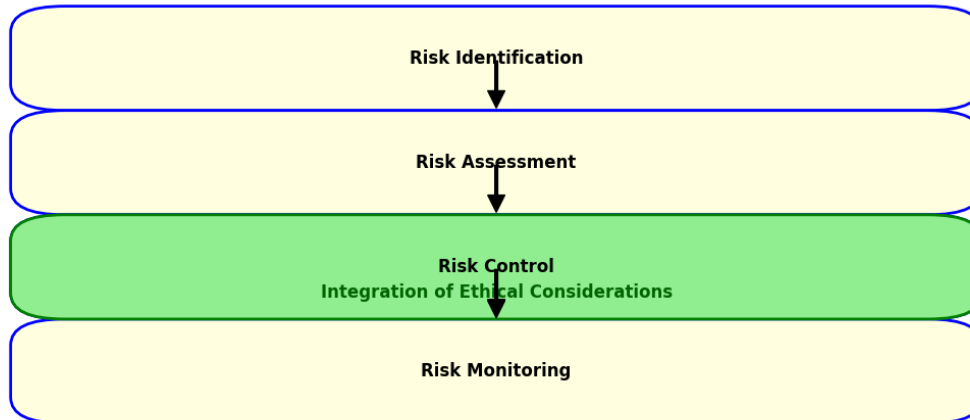 Risk Identification
Risk Assessment
Risk Control
Integration of Ethical Considerations
Risk Monitoring